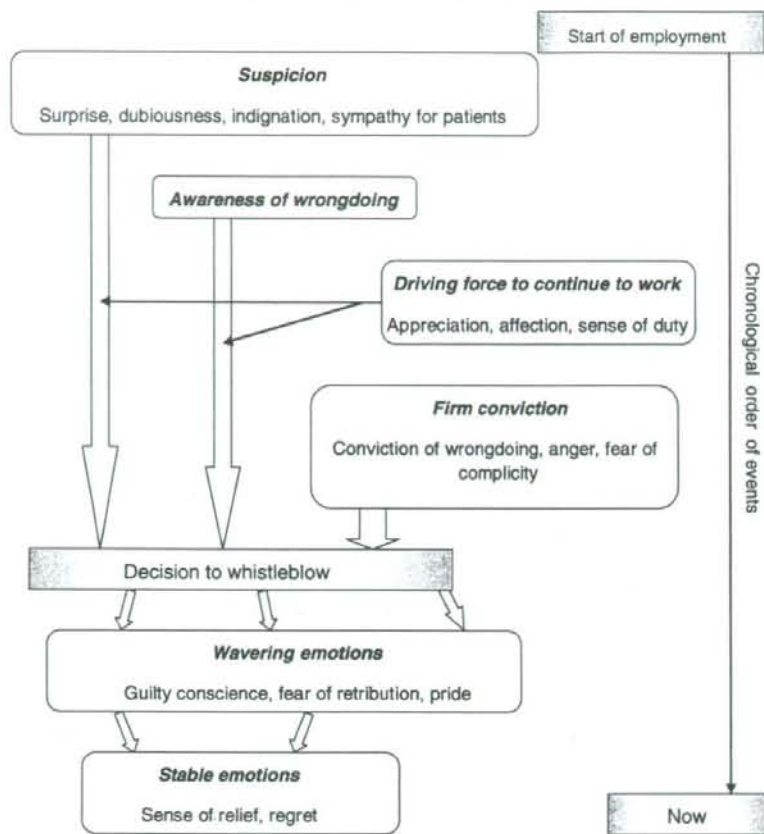 Start of employment
Suspicion
Surprise, dubiousness, indignation, sympathy for patients
Awareness of wrongdoing
Driving force to continue to work
Appreciation, affection, sense of duty
Chronological order of events
Firm conviction
Conviction of wrongdoing, anger, fear of
complicity
Decision to whistleblow
Wavering emotions
Guilty conscience, fear of retribution, pride
Stable emotions
Sense of relief, regret
Now